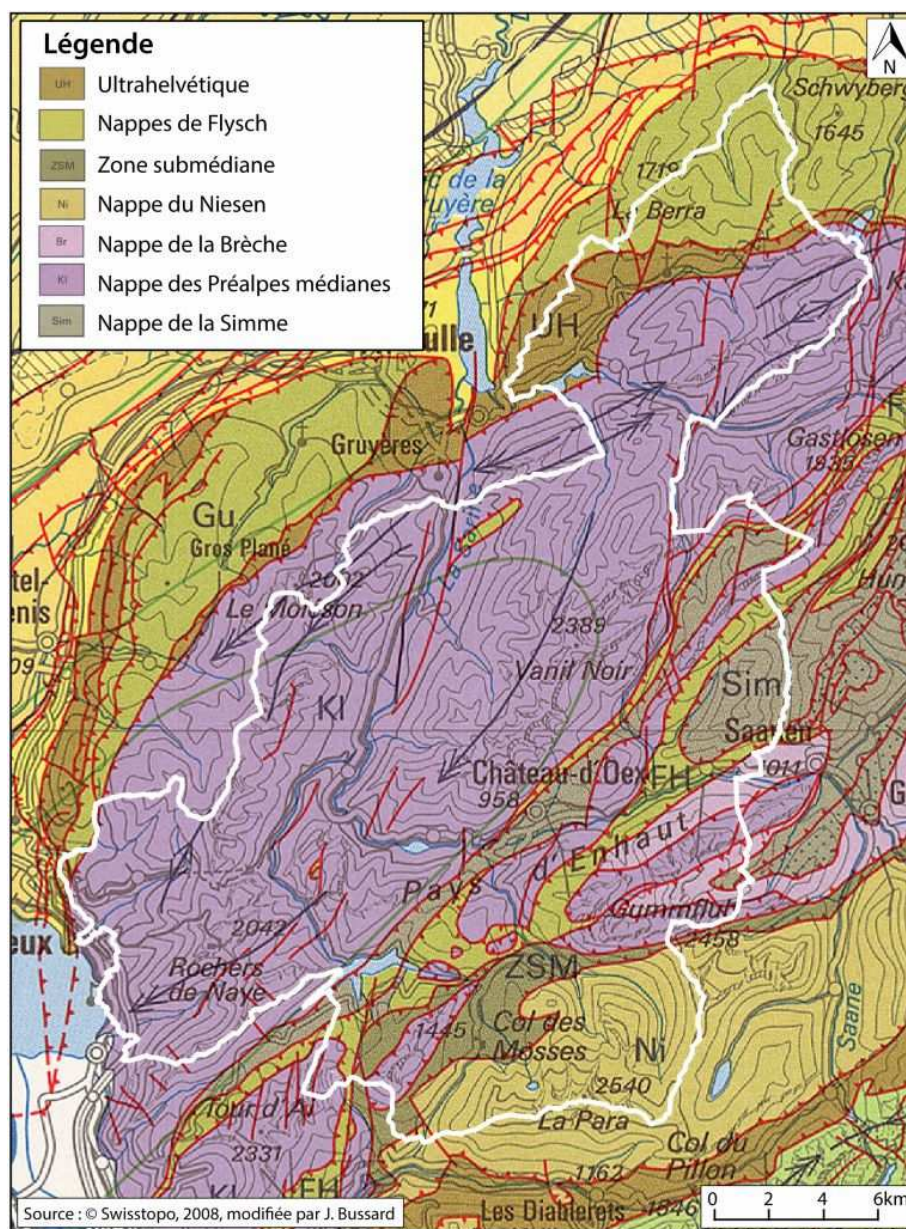 Légende
UH Ultrahelvétique
Nappes de Flysch
ZSM Zone submédiane
Ni Nappe du Niesen
Br Nappe de la Brèche
Kl Nappe des Préalpes médianes
Sim Nappe de la Simme
N
Schwyberg
1645
1719
La Berra
de la
UH
Gruyères
Gastlosen
1935
Gu
Gros Plané
2002
Le Moléson
2389
Vanil Noir
Kl
Sim
Saanen
1011
Château-d'Oex
958
FH
Pays d'Enhaut
Gummfluh
2458
2042
Rochers
de Naye
ZSM
1445
Col des
Mosses
Ni
2540
La Para
Saane
Tour d'Aï
2331
Col du
Pillon
1162
Kl
FH
Les Diablerets
Source : © Swisstopo, 2008, modifiée par J. Bussard
0 2 4 6km